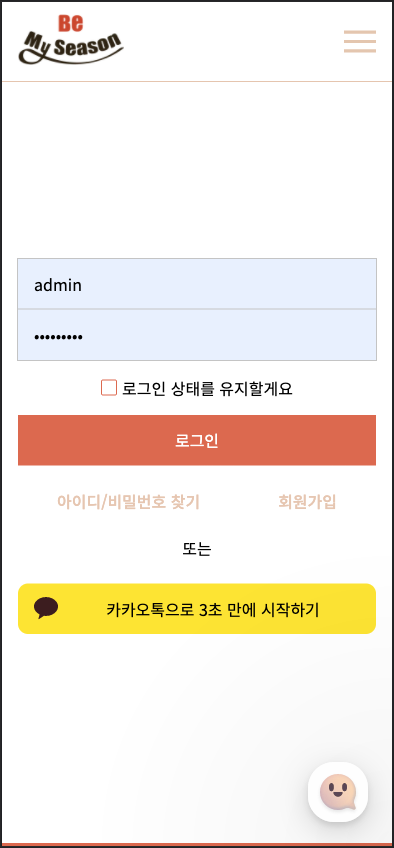 Be
My Season
admin
•••••••••
로그인 상태를 유지할게요
로그인
아이디/비밀번호 찾기 회원가입
또는
카카오톡으로 3초 만에 시작하기